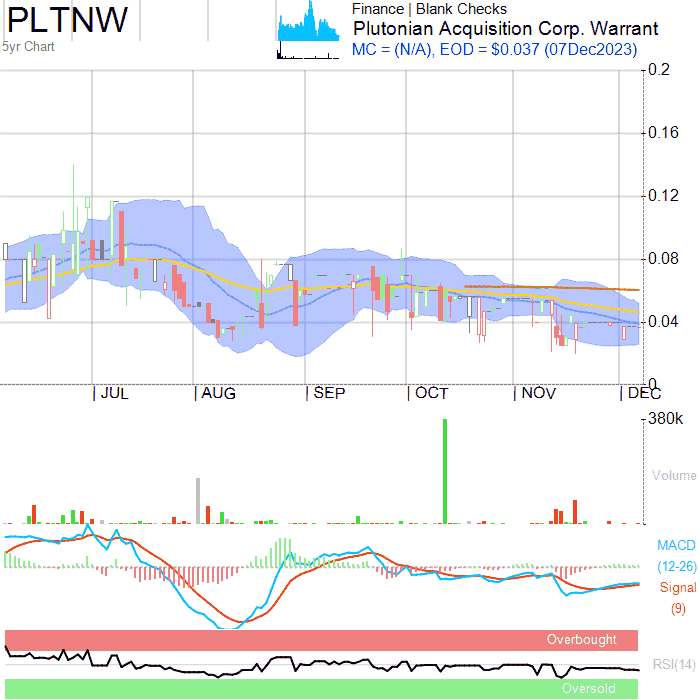 PLTNW
5yr Chart
Finance | Blank Checks
Plutonian Acquisition Corp. Warrant
MC = (N/A), EOD = $0.037 (07Dec2023)
0.2
0.16
0.12
0.08
0.04
0
JUL AUG SEP OCT NOV DEC
380k
Volume
MACD
(12-26)
Signal
(9)
Overbought
RSI(14)
Oversold